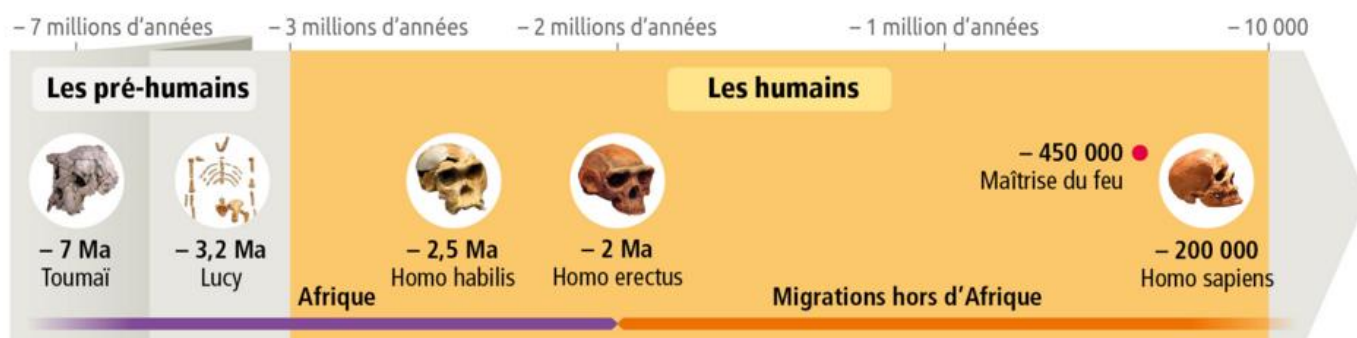 – 7 millions d’années
– 3 millions d’années
– 2 millions d’années
– 1 million d’années
– 10 000
Les pré-humains
Les humains
– 450 000
Maîtrise du feu
– 7 Ma
Toumaï
– 3,2 Ma
Lucy
– 2,5 Ma
Homo habilis
– 2 Ma
Homo erectus
– 200 000
Homo sapiens
Afrique
Migrations hors d’Afrique